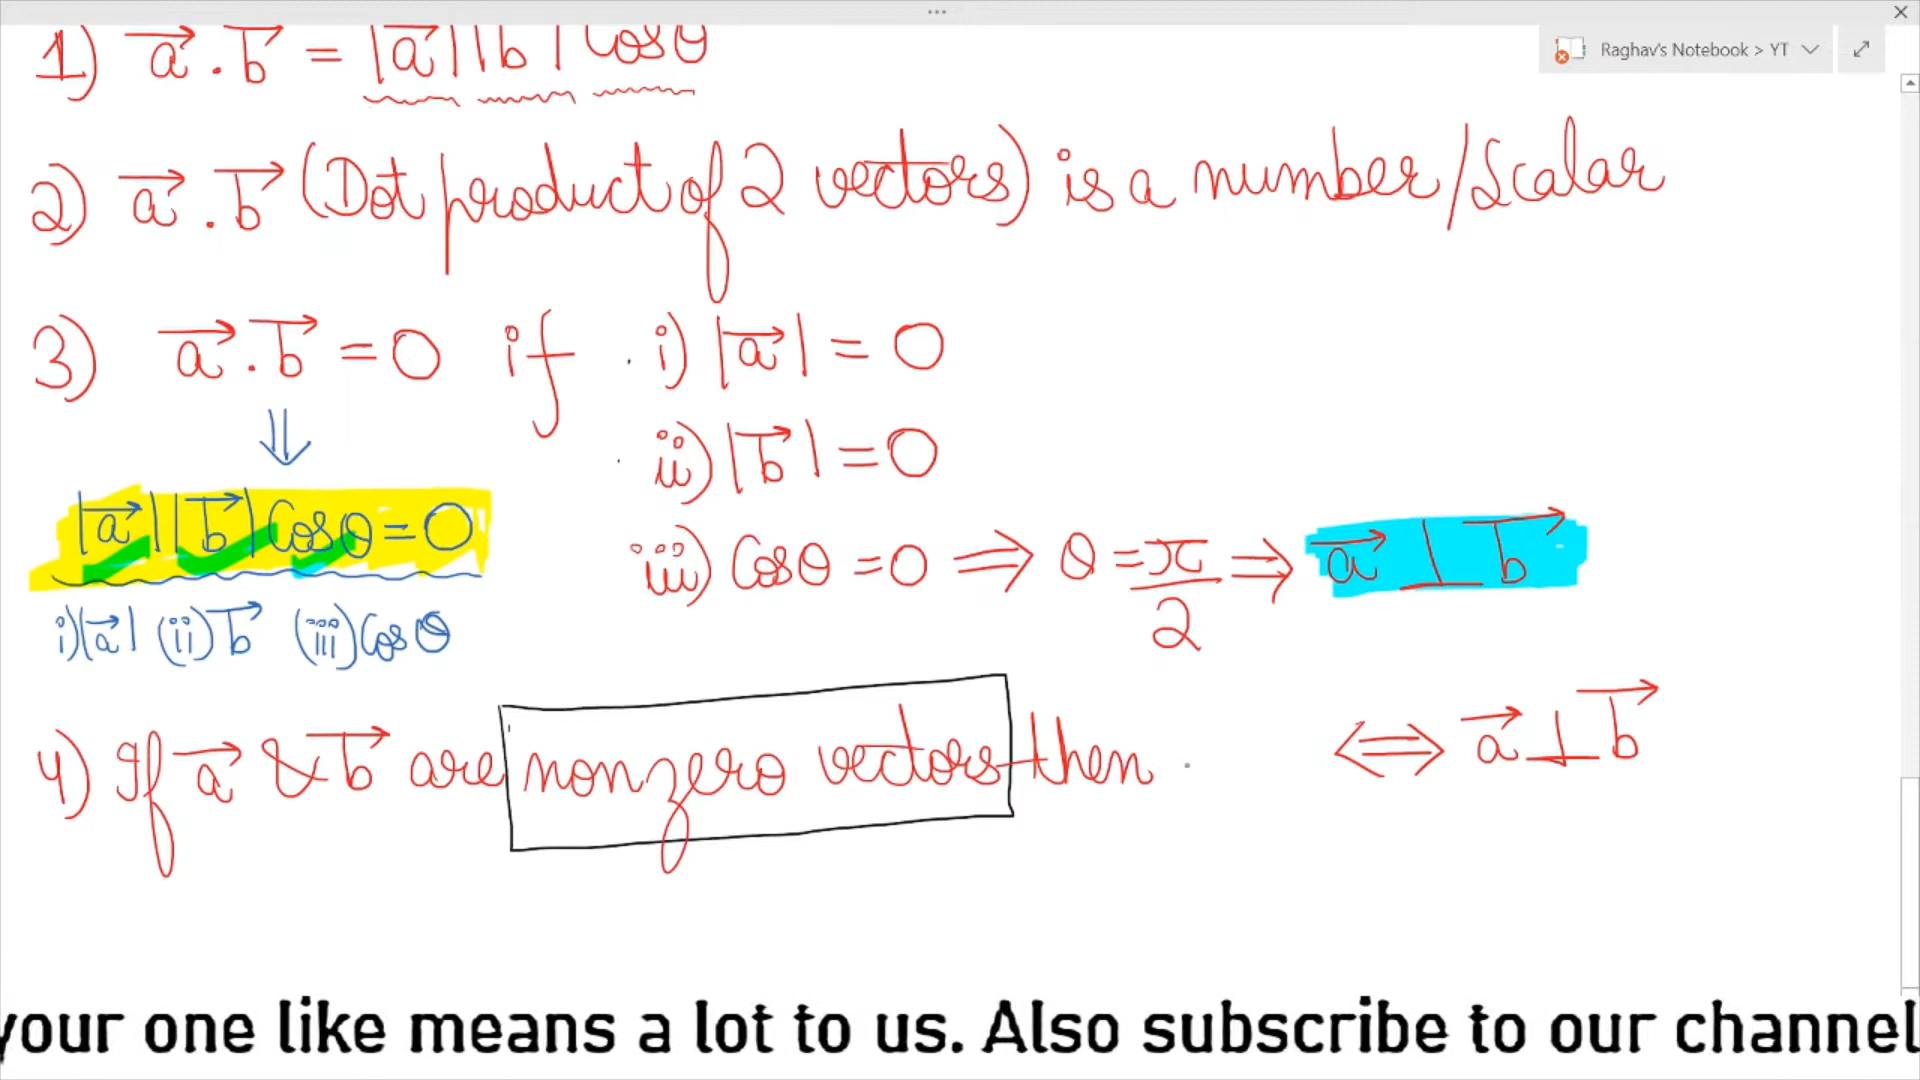 Raghav's Notebook > YT
1) a⃗ . b⃗ = |a⃗| |b⃗| Cosθ
2) a⃗ . b⃗ (Dot product of 2 vectors) is a number/Scalar
3) a⃗ . b⃗ = 0 if i) |a⃗| = 0
ii) |b⃗| = 0
iii) Cosθ = 0 ⇒ θ = π/2 ⇒ a⃗ ⊥ b⃗
⇓
|a⃗| |b⃗| Cosθ = 0
i) |a⃗| (ii) b⃗ (iii) Cosθ
4) If a⃗ & b⃗ are nonzero vectors then ⇔ a⃗ ⊥ b⃗
your one like means a lot to us. Also subscribe to our channel